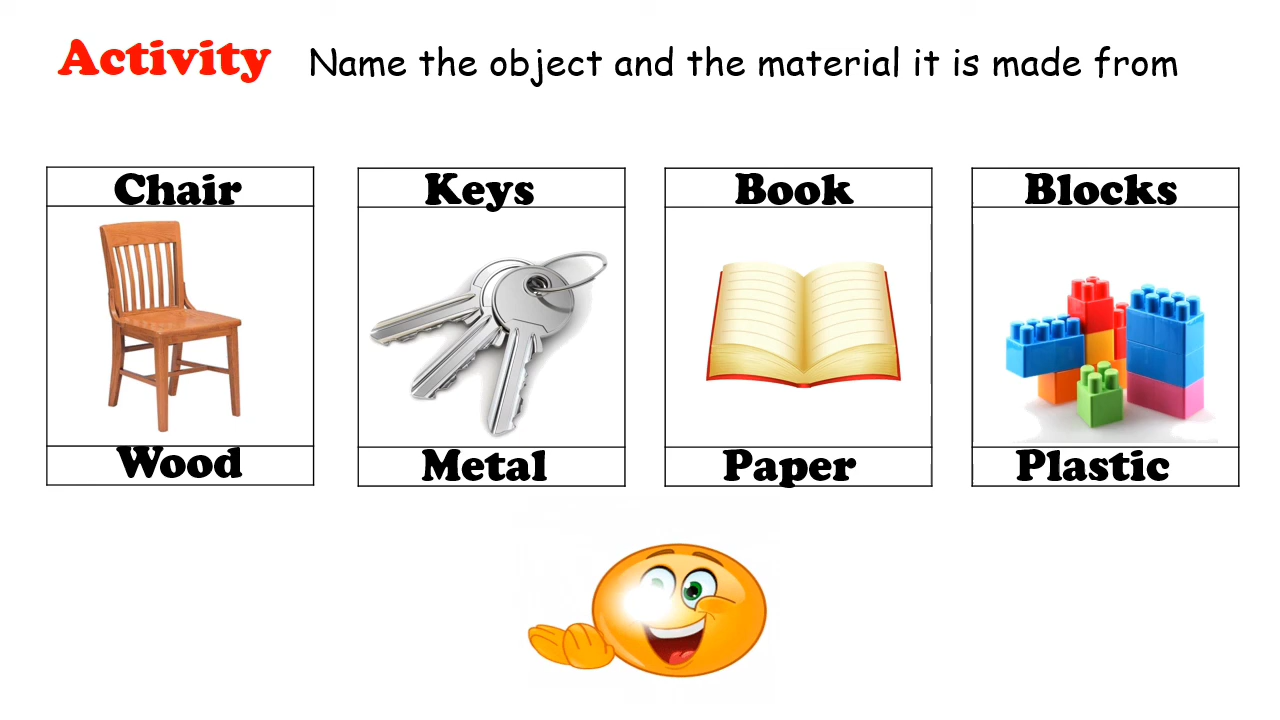 Activity Name the object and the material it is made from
Chair Keys Book Blocks
Wood Metal Paper Plastic